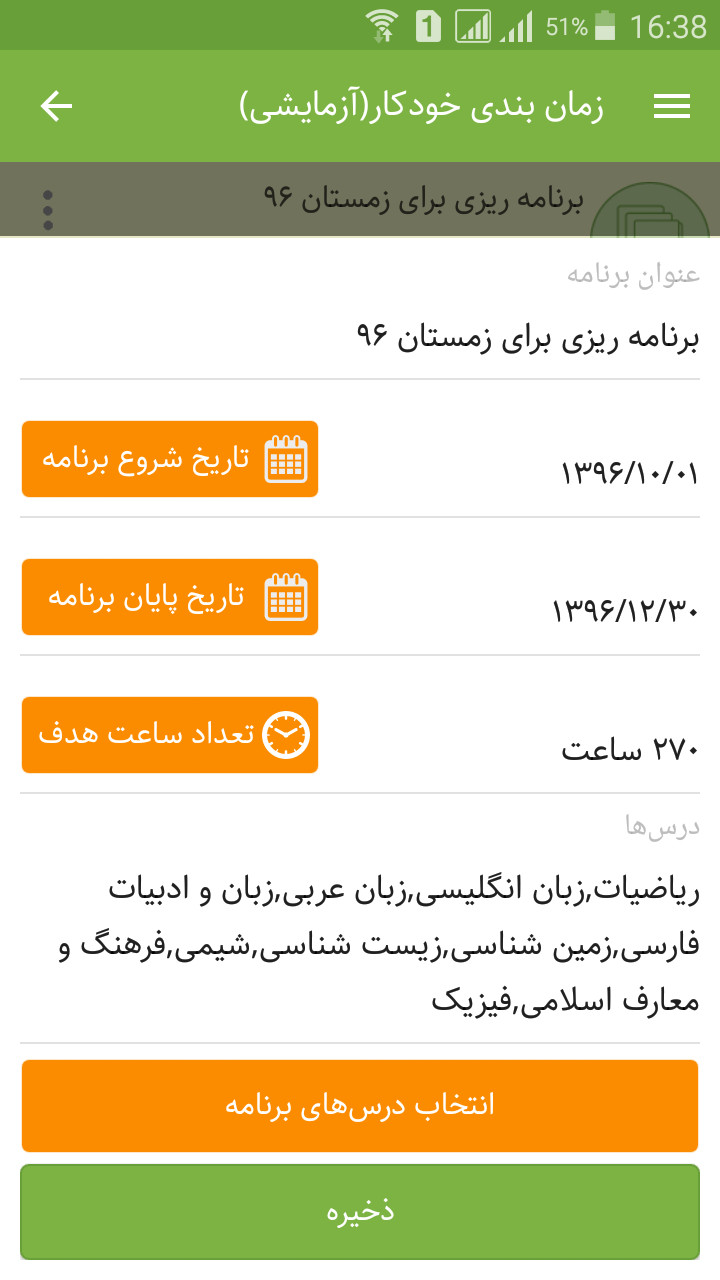 51% 16:38
زمان بندی خودکار(آزمایشی)
برنامه ریزی برای زمستان ۹۶
عنوان برنامه
برنامه ریزی برای زمستان ۹۶
۱۳۹۶/۱۰/۰۱
تاریخ شروع برنامه
۱۳۹۶/۱۲/۳۰
تاریخ پایان برنامه
۲۷۰ ساعت
تعداد ساعت هدف
درس‌ها
ریاضیات,زبان انگلیسی,زبان عربی,زبان و ادبیات
فارسی,زمین شناسی,زیست شناسی,شیمی,فرهنگ و
معارف اسلامی,فیزیک
انتخاب درس‌های برنامه
ذخیره